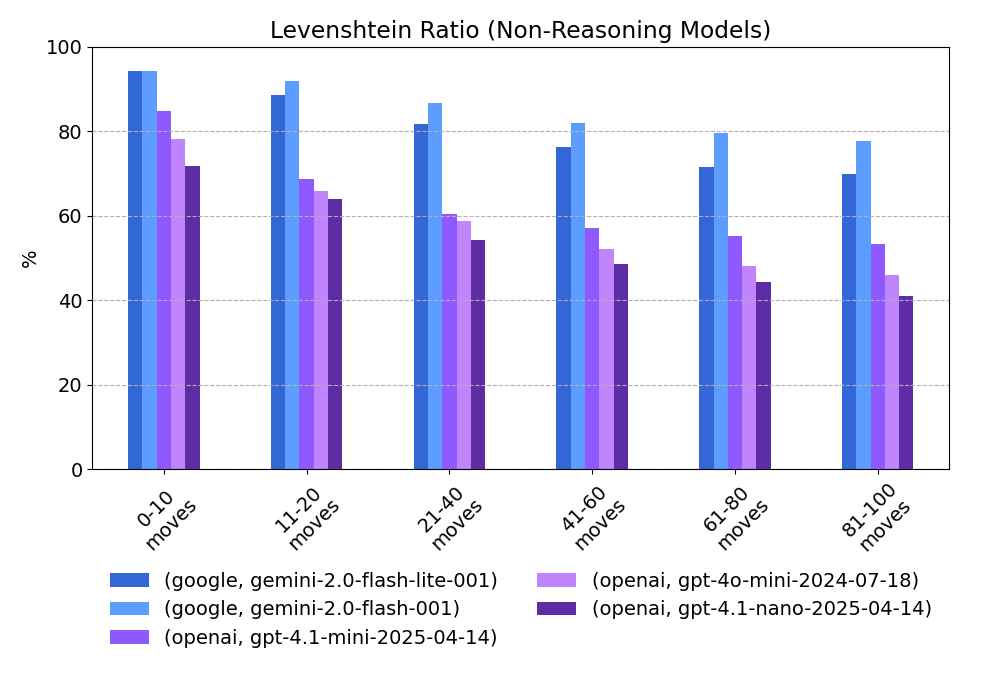 Levenshtein Ratio (Non-Reasoning Models)
100
80
60
40
20
0
%
0-10
moves
11-20
moves
21-40
moves
41-60
moves
61-80
moves
81-100
moves
(google, gemini-2.0-flash-lite-001)
(google, gemini-2.0-flash-001)
(openai, gpt-4.1-mini-2025-04-14)
(openai, gpt-4o-mini-2024-07-18)
(openai, gpt-4.1-nano-2025-04-14)